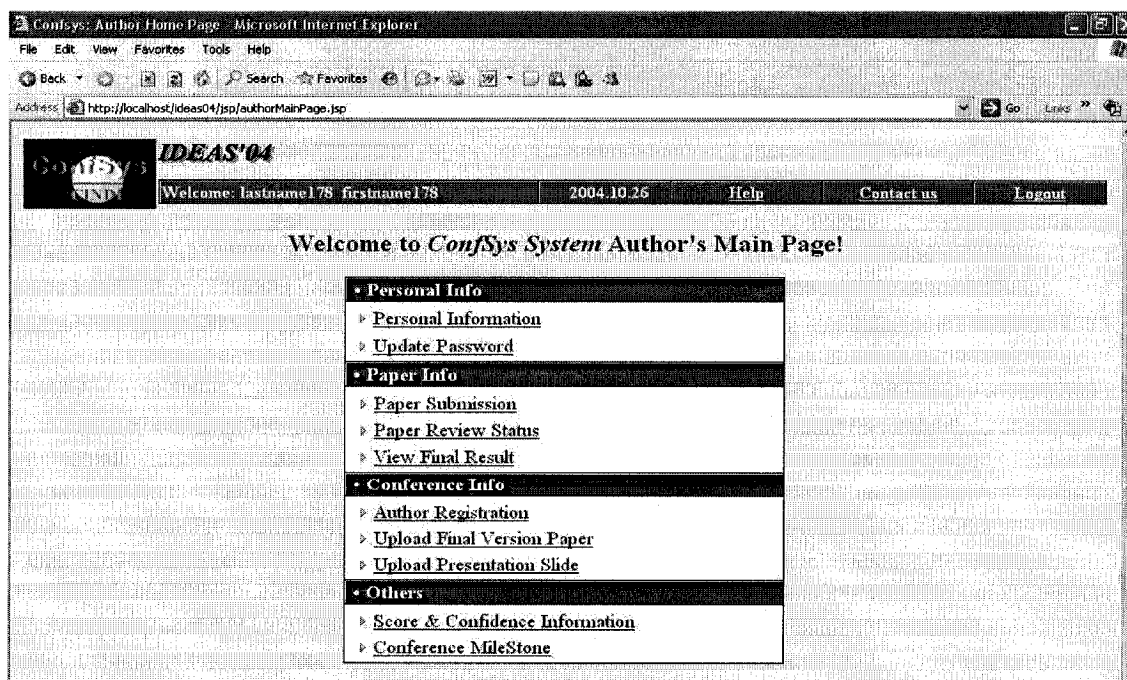 Confsys: Author Home Page - Microsoft Internet Explorer
File Edit View Favorites Tools Help
Back Search Favorites
Address http://localhost/ideas04/jsp/authorMainPage.jsp Go Links »
ConfSys IDEAS'04
Welcome: lastname178 firstname178 2004.10.26 Help Contact us Logout
Welcome to ConfSys System Author's Main Page!
• Personal Info
Personal Information
Update Password
• Paper Info
Paper Submission
Paper Review Status
View Final Result
• Conference Info
Author Registration
Upload Final Version Paper
Upload Presentation Slide
• Others
Score & Confidence Information
Conference MileStone